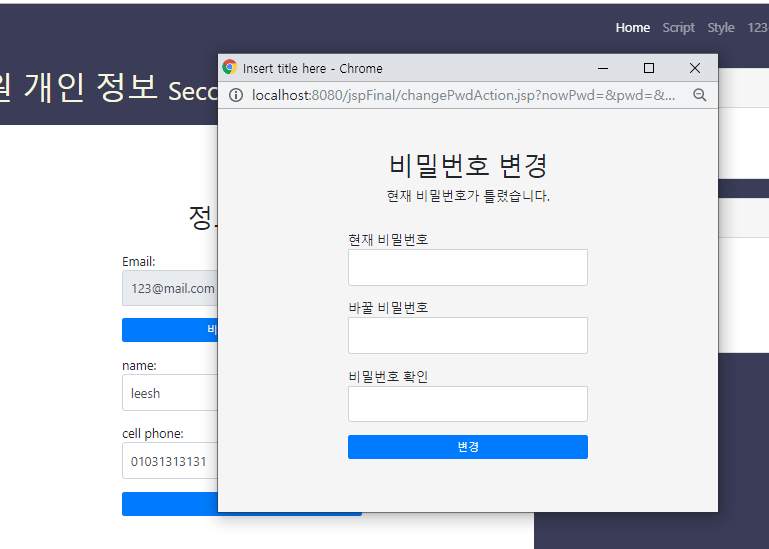 Home Script Style 123
원 개인 정보
Insert title here - Chrome
localhost:8080/jspFinal/changePwdAction.jsp?nowPwd=&pwd=&...
비밀번호 변경
현재 비밀번호가 틀렸습니다.
현재 비밀번호
바꿀 비밀번호
비밀번호 확인
변경
Email:
123@mail.com
name:
leesh
cell phone:
01031313131